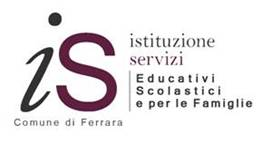 iS
istituzione
servizi
Educativi
Scolastici
e per le Famiglie
Comune di Ferrara